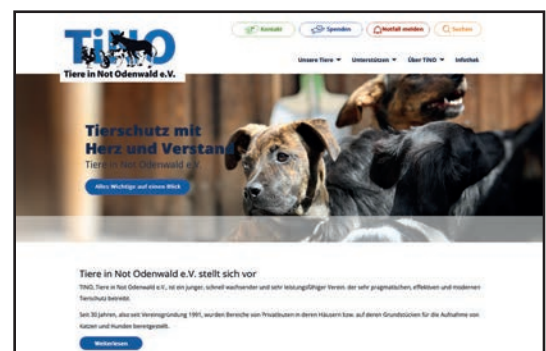 TiNO
Tiere in Not Odenwald e.V.
Kontakt
Spenden
Notfall melden
Suchen
Unsere Tiere
Unterstützen
Über TiNO
Infothek
Tierschutz mit
Herz und Verstand
Tiere in Not Odenwald e.V.
Alles Wichtige auf einen Blick
Tiere in Not Odenwald e.V. stellt sich vor
TiNO, Tiere in Not Odenwald e.V., ist ein junger, schnell wachsender und sehr leistungsfähiger Verein, der sehr pragmatischen, effektiven und modernen
Tierschutz betreibt.
Seit 30 Jahren, also seit Vereinsgründung 1991, wurden Bereiche von Privatleuten in deren Häusern bzw. auf deren Grundstücken für die Aufnahme von
Katzen und Hunden bereitgestellt.
Weiterlesen